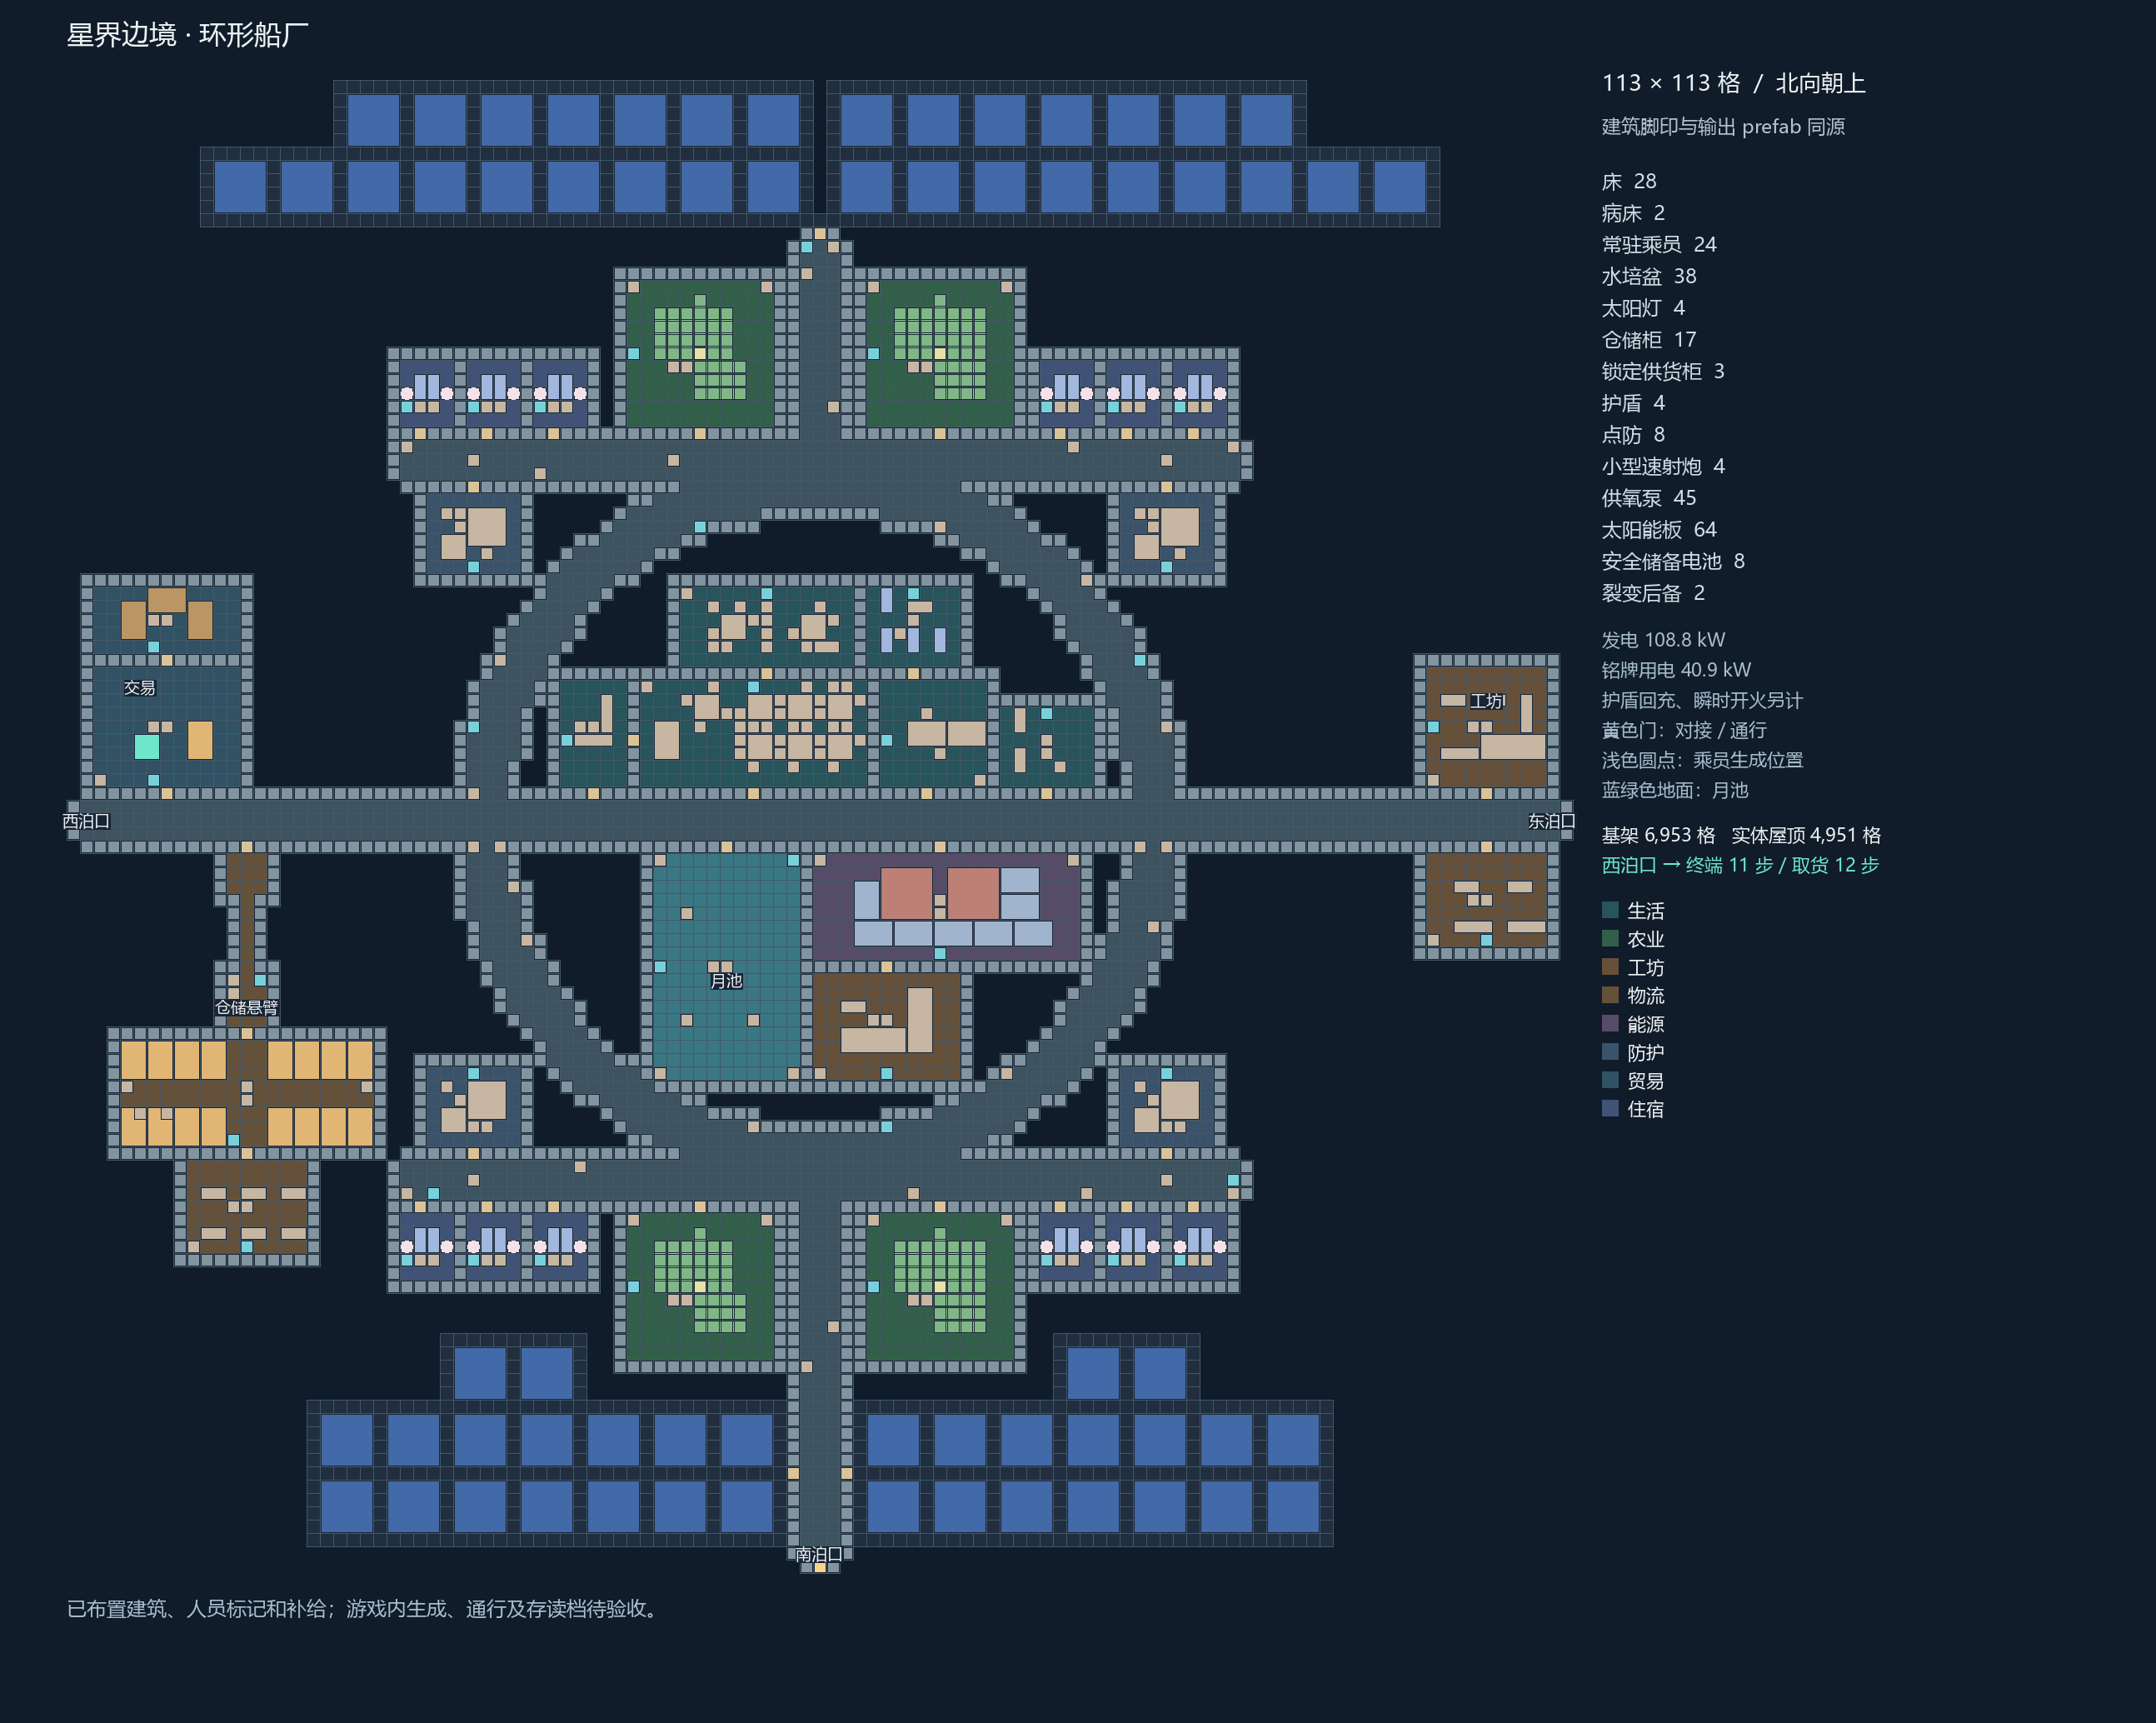 星界边境 · 环形船厂
113 × 113 格 / 北向朝上
建筑脚印与输出 prefab 同源
床 28
病床 2
常驻乘员 24
水培盆 38
太阳灯 4
仓储柜 17
锁定供货柜 3
护盾 4
点防 8
小型速射炮 4
供氧泵 45
太阳能板 64
安全储备电池 8
裂变后备 2
发电 108.8 kW
铭牌用电 40.9 kW
护盾回充、瞬时开火另计
黄色门：对接 / 通行
浅色圆点：乘员生成位置
蓝绿色地面：月池
基架 6,953 格 实体屋顶 4,951 格
西泊口 → 终端 11 步 / 取货 12 步
生活
农业
工坊
物流
能源
防护
贸易
住宿
交易
工坊I
西泊口
东泊口
月池
仓储悬臂
南泊口
已布置建筑、人员标记和补给；游戏内生成、通行及存读档待验收。